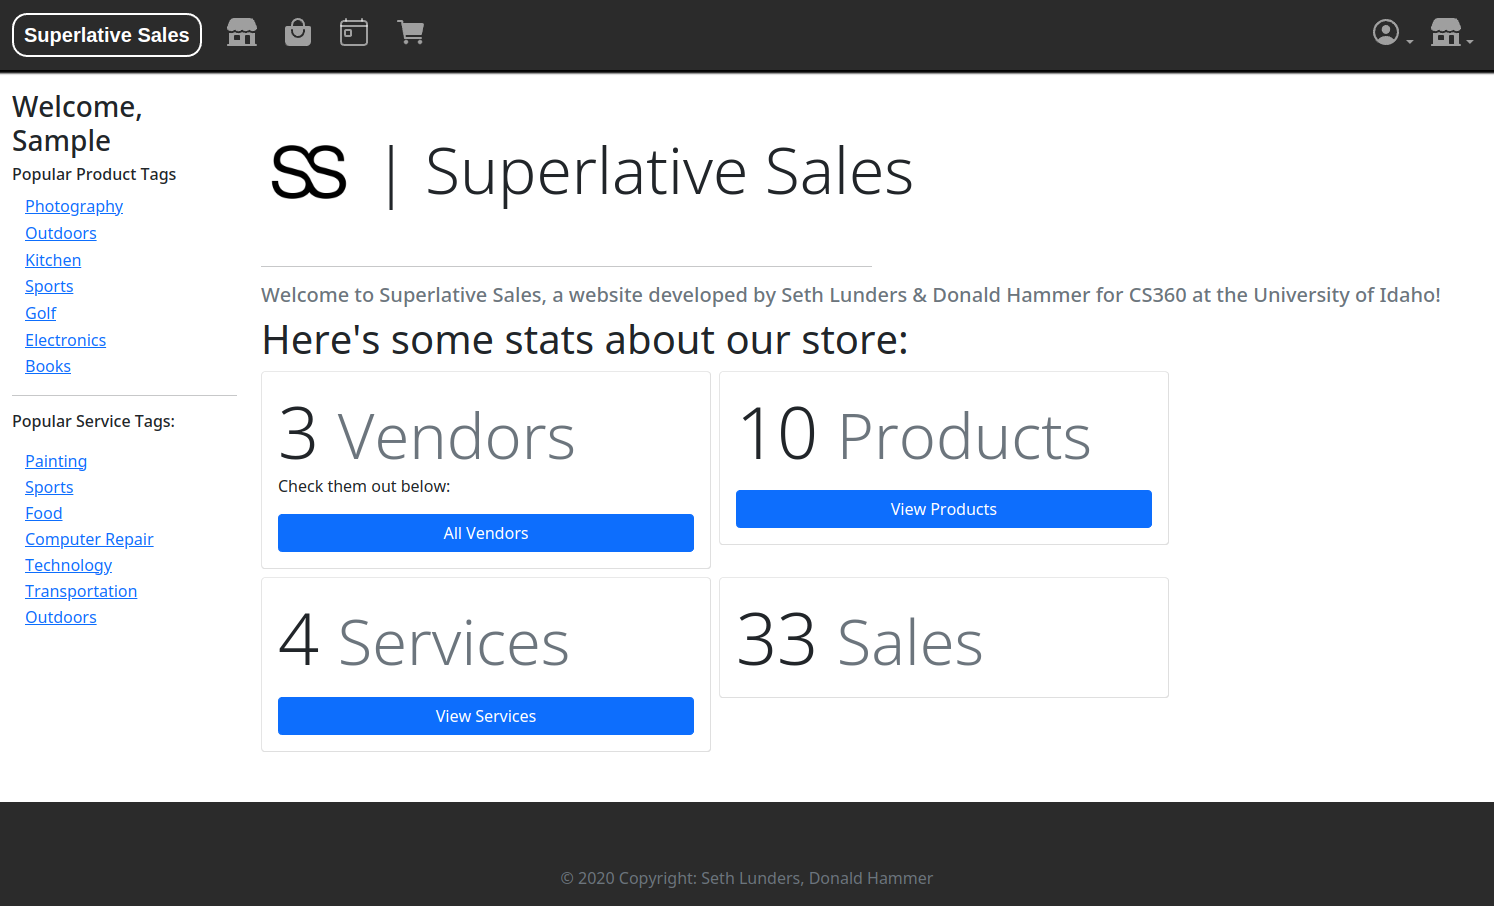 Superlative Sales
Welcome,
Sample
Popular Product Tags
Photography
Outdoors
Kitchen
Sports
Golf
Electronics
Books
Popular Service Tags:
Painting
Sports
Food
Computer Repair
Technology
Transportation
Outdoors
SS | Superlative Sales
Welcome to Superlative Sales, a website developed by Seth Lunders & Donald Hammer for CS360 at the University of Idaho!
Here's some stats about our store:
3 Vendors
Check them out below:
All Vendors
10 Products
View Products
4 Services
View Services
33 Sales
© 2020 Copyright: Seth Lunders, Donald Hammer